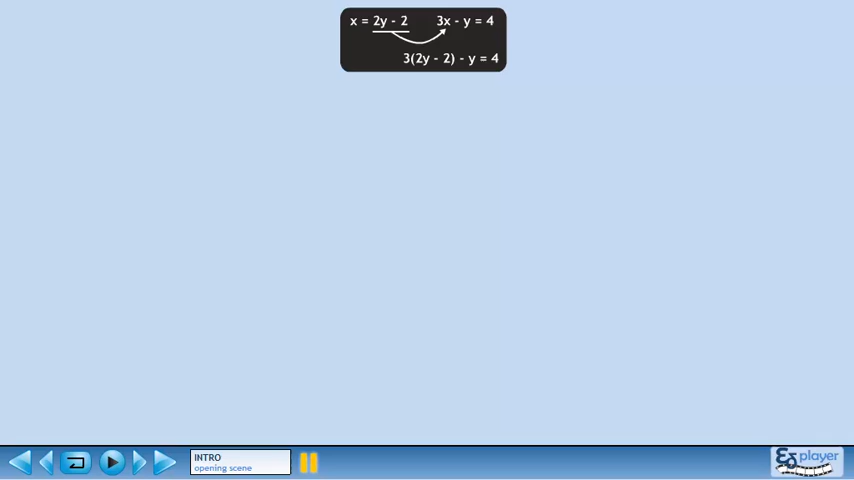 x = 2y - 2 3x - y = 4
3(2y - 2) - y = 4
INTRO
opening scene
player